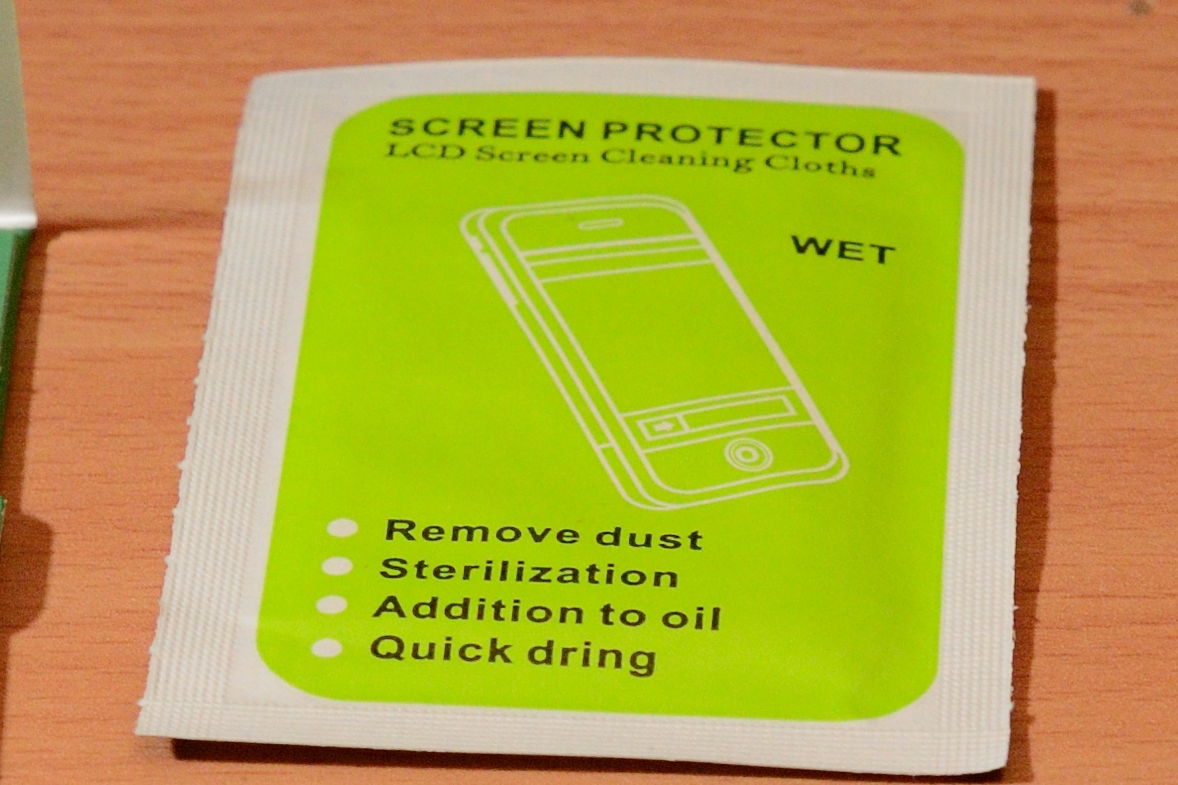 SCREEN PROTECTOR
LCD Screen Cleaning Cloths
WET
Remove dust
Sterilization
Addition to oil
Quick dring